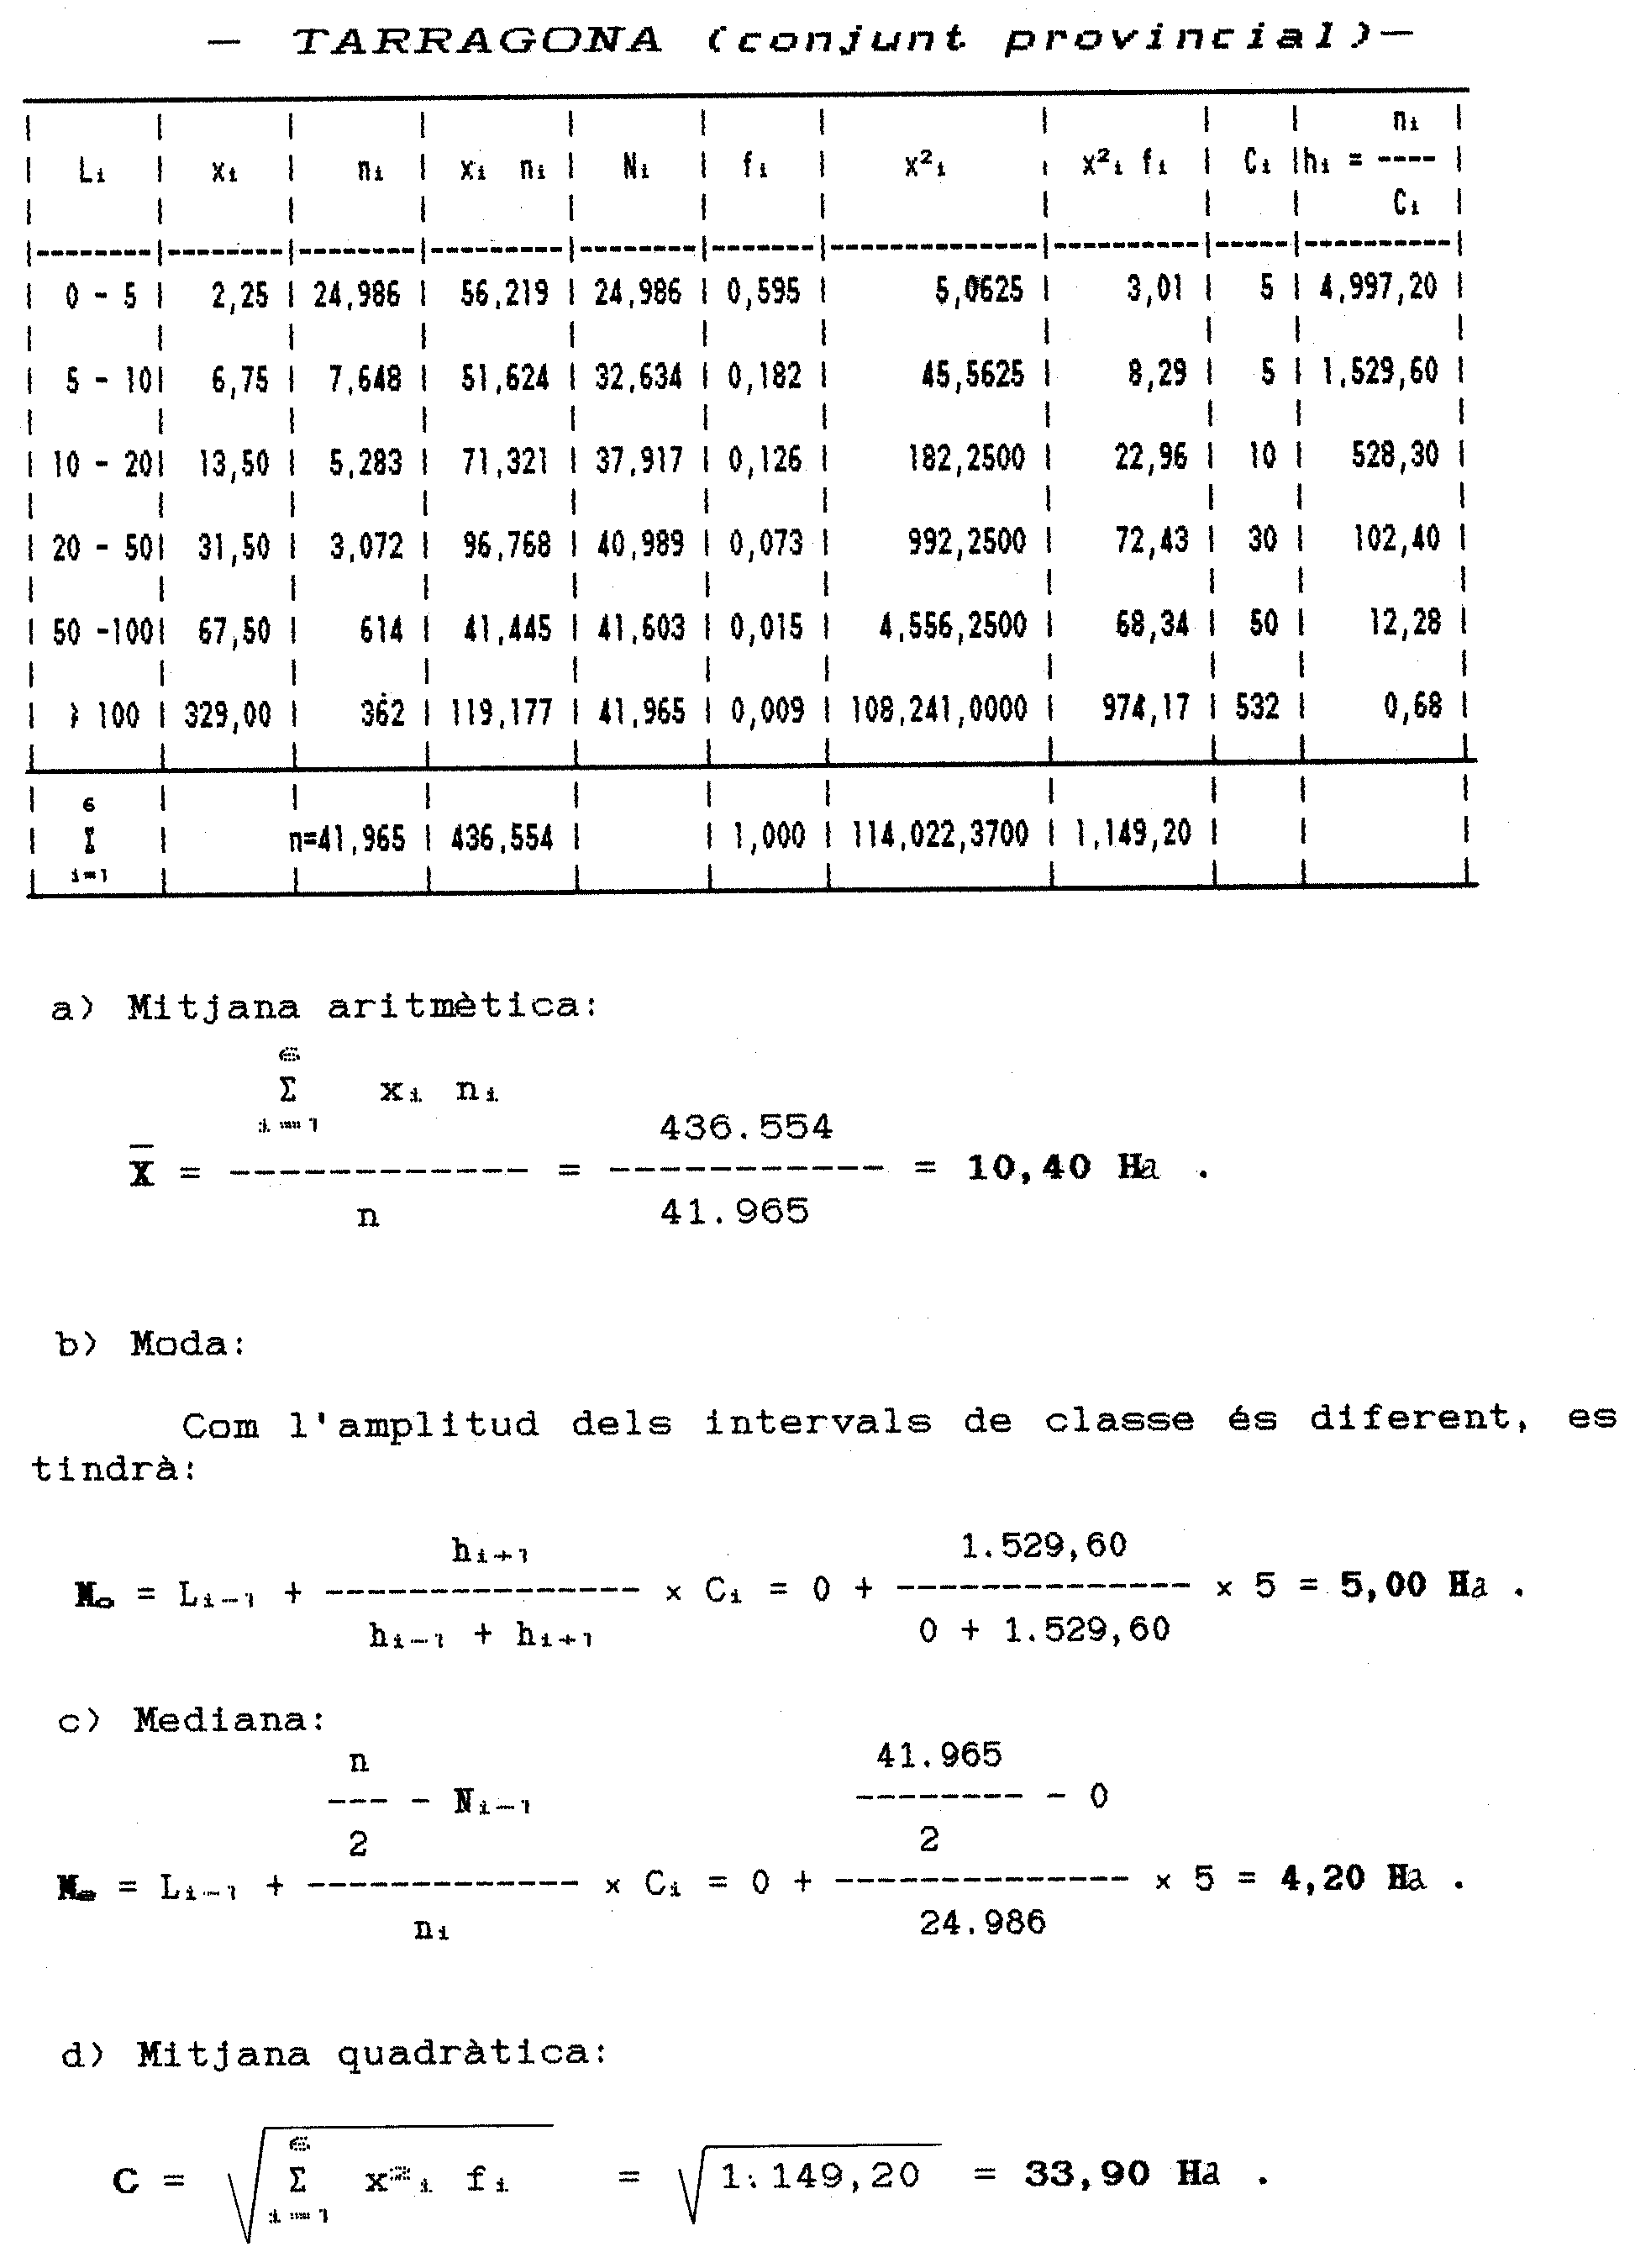 - TARRAGONA (conjunt provincial)-
Li | xi | ni | xi ni | Ni | fi | x²i | x²i fi | Ci | hi = ni / Ci
0 - 5 | 2,25 | 24,986 | 56,219 | 24,986 | 0,595 | 5,0625 | 3,01 | 5 | 4,997,20
5 - 10 | 6,75 | 7,648 | 51,624 | 32,634 | 0,182 | 45,5625 | 8,29 | 5 | 1,529,60
10 - 20 | 13,50 | 5,283 | 71,321 | 37,917 | 0,126 | 182,2500 | 22,96 | 10 | 528,30
20 - 50 | 31,50 | 3,072 | 96,768 | 40,989 | 0,073 | 992,2500 | 72,43 | 30 | 102,40
50 -100 | 67,50 | 614 | 41,445 | 41,603 | 0,015 | 4,556,2500 | 68,34 | 50 | 12,28
> 100 | 329,00 | 362 | 119,177 | 41,965 | 0,009 | 108,241,0000 | 974,17 | 532 | 0,68
6
Σ | n=41,965 | 436,554 | 1,000 | 114,022,3700 | 1,149,20
i=1
a) Mitjana aritmètica:
6
Σ xi ni
i=1 436.554
X̄ = ------------ = ----------- = 10,40 Ha .
n 41.965
b) Moda:
Com l'amplitud dels intervals de classe és diferent, es
tindrà:
hi+1 1.529,60
Mo = Li-1 + --------------- x Ci = 0 + -------------- x 5 = 5,00 Ha .
hi-1 + hi+1 0 + 1.529,60
c) Mediana:
n 41.965
--- - Ni-1 -------- - 0
2 2
Me = Li-1 + ------------- x Ci = 0 + -------------- x 5 = 4,20 Ha .
ni 24.986
d) Mitjana quadràtica:
6
C = √ Σ x²i fi = √ 1.149,20 = 33,90 Ha .
i=1